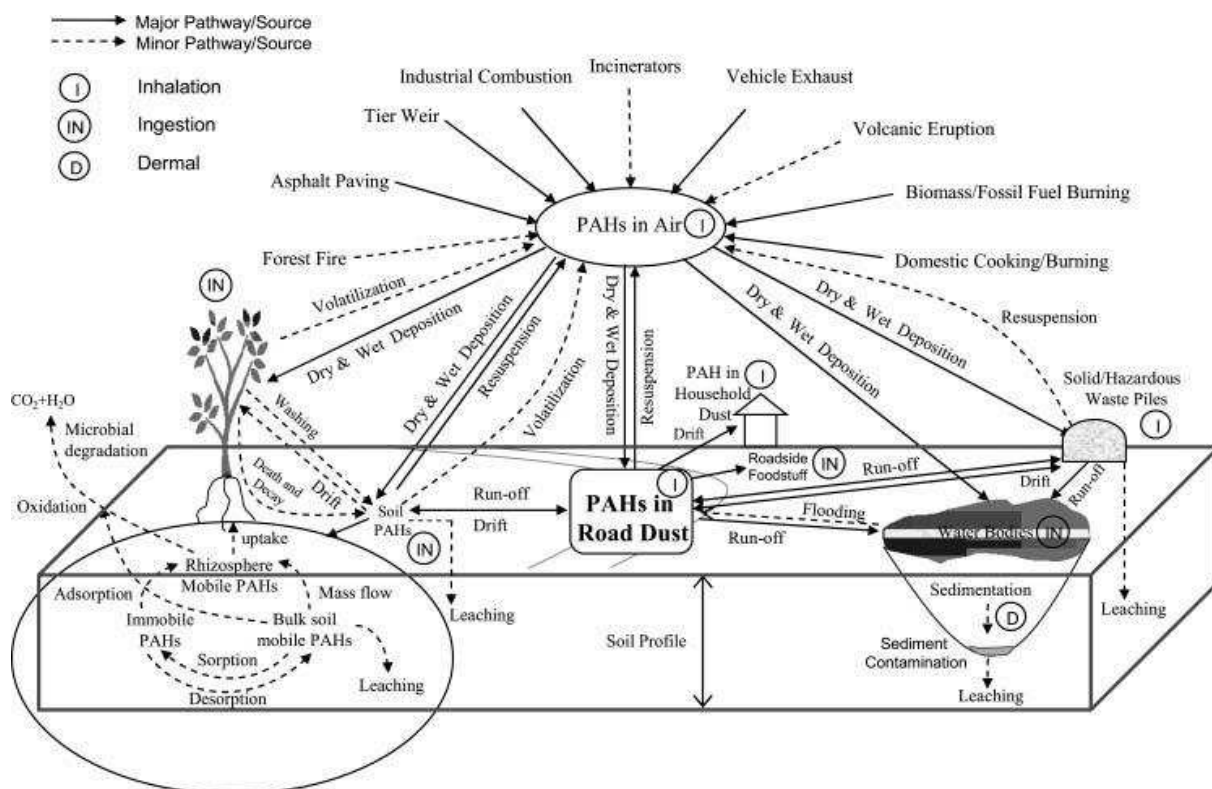 Major Pathway/Source
Minor Pathway/Source
I Inhalation
IN Ingestion
D Dermal
Industrial Combustion
Incinerators
Vehicle Exhaust
Tier Weir
Volcanic Eruption
Asphalt Paving
Biomass/Fossil Fuel Burning
PAHs in Air I
Forest Fire
Domestic Cooking/Burning
IN
Volatilization
Dry & Wet Deposition
Dry & Wet Deposition
Resuspension
Volatilization
Dry & Wet Deposition
Resuspension
Dry & Wet Deposition
Dry & Wet Deposition
Resuspension
PAH in
Household
Dust
I
Solid/Hazardous
Waste Piles
I
CO2+H2O
Microbial
degradation
Washing
Drift
Death and
Decay
Drift
Roadside
Foodstuff
IN
Run-off
Drift
Run-off
Oxidation
Soil
PAHs
IN
Run-off
Drift
I
PAHs in
Road Dust
Flooding
Run-off
Water Bodies IN
uptake
Rhizosphere
Mobile PAHs
Adsorption
Mass flow
Immobile
PAHs
Bulk soil
mobile PAHs
Sorption
Desorption
Leaching
Leaching
Soil Profile
Sedimentation
D
Sediment
Contamination
Leaching
Leaching